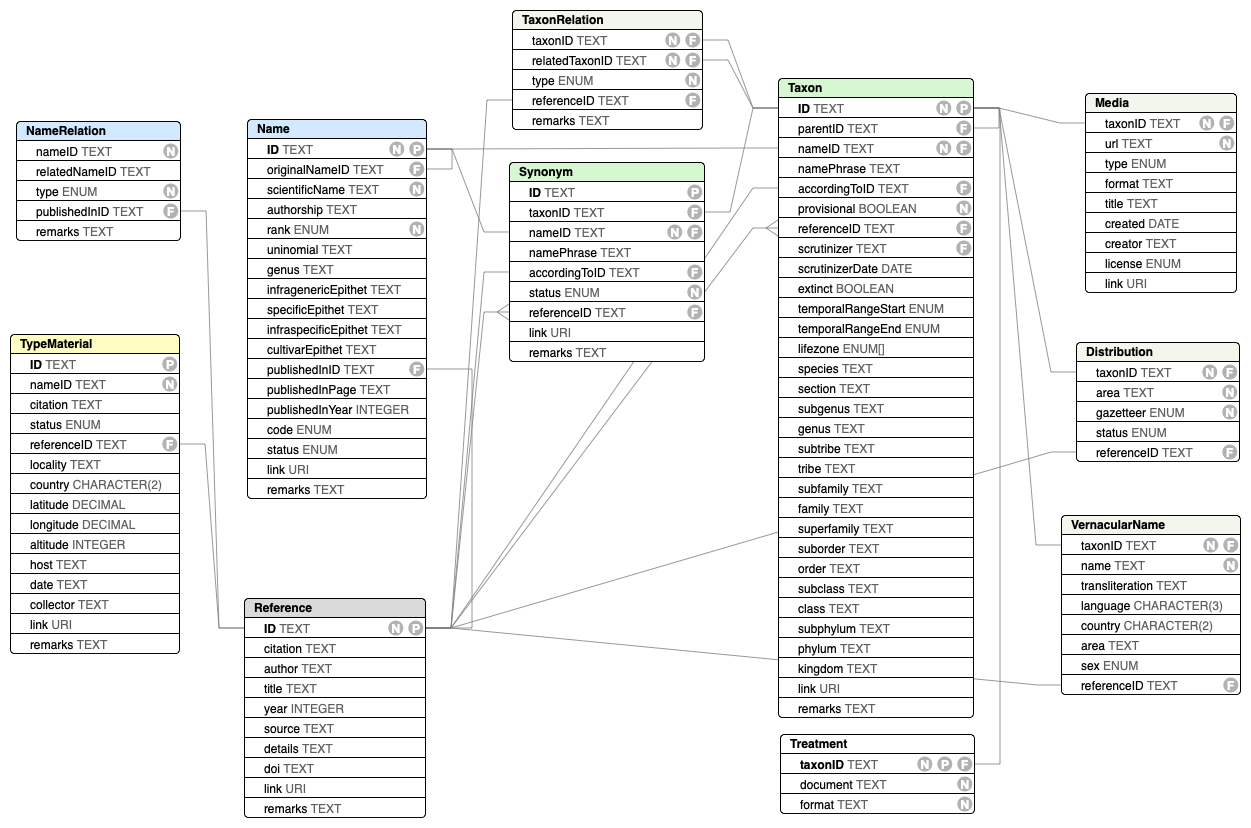 TaxonRelation
taxonID TEXT N F
relatedTaxonID TEXT N F
type ENUM N
referenceID TEXT F
remarks TEXT
NameRelation
nameID TEXT N
relatedNameID TEXT
type ENUM N
publishedInID TEXT F
remarks TEXT
Name
ID TEXT N P
originalNameID TEXT F
scientificName TEXT N
authorship TEXT
rank ENUM N
uninomial TEXT
genus TEXT
infragenericEpithet TEXT
specificEpithet TEXT
infraspecificEpithet TEXT
cultivarEpithet TEXT
publishedInID TEXT F
publishedInPage TEXT
publishedInYear INTEGER
code ENUM
status ENUM
link URI
remarks TEXT
Synonym
ID TEXT P
taxonID TEXT F
nameID TEXT N F
namePhrase TEXT
accordingToID TEXT F
status ENUM N
referenceID TEXT F
link URI
remarks TEXT
Taxon
ID TEXT N P
parentID TEXT F
nameID TEXT N F
namePhrase TEXT
accordingToID TEXT F
provisional BOOLEAN N
referenceID TEXT F
scrutinizer TEXT F
scrutinizerDate DATE
extinct BOOLEAN
temporalRangeStart ENUM
temporalRangeEnd ENUM
lifezone ENUM[]
species TEXT
section TEXT
subgenus TEXT
genus TEXT
subtribe TEXT
tribe TEXT
subfamily TEXT
family TEXT
superfamily TEXT
suborder TEXT
order TEXT
subclass TEXT
class TEXT
subphylum TEXT
phylum TEXT
kingdom TEXT
link URI
remarks TEXT
Media
taxonID TEXT N F
url TEXT N
type ENUM
format TEXT
title TEXT
created DATE
creator TEXT
license ENUM
link URI
TypeMaterial
ID TEXT P
nameID TEXT N
citation TEXT
status ENUM
referenceID TEXT F
locality TEXT
country CHARACTER(2)
latitude DECIMAL
longitude DECIMAL
altitude INTEGER
host TEXT
date TEXT
collector TEXT
link URI
remarks TEXT
Distribution
taxonID TEXT N F
area TEXT N
gazetteer ENUM N
status ENUM
referenceID TEXT F
VernacularName
taxonID TEXT N F
name TEXT N
transliteration TEXT
language CHARACTER(3)
country CHARACTER(2)
area TEXT
sex ENUM
referenceID TEXT F
Reference
ID TEXT N P
citation TEXT
author TEXT
title TEXT
year INTEGER
source TEXT
details TEXT
doi TEXT
link URI
remarks TEXT
Treatment
taxonID TEXT N P F
document TEXT N
format TEXT N